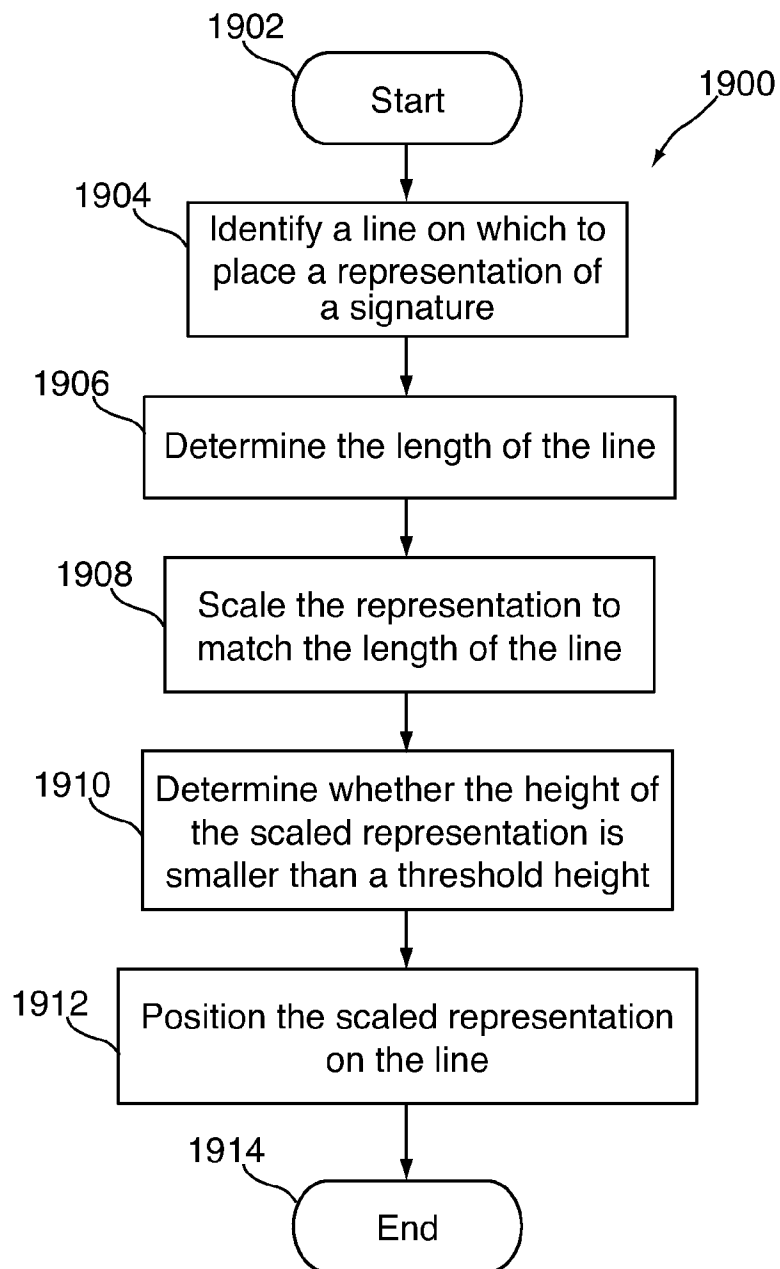 1902
Start
1900
1904
Identify a line on which to
place a representation of
a signature
1906
Determine the length of the line
1908
Scale the representation to
match the length of the line
1910
Determine whether the height of
the scaled representation is
smaller than a threshold height
1912
Position the scaled representation
on the line
1914
End